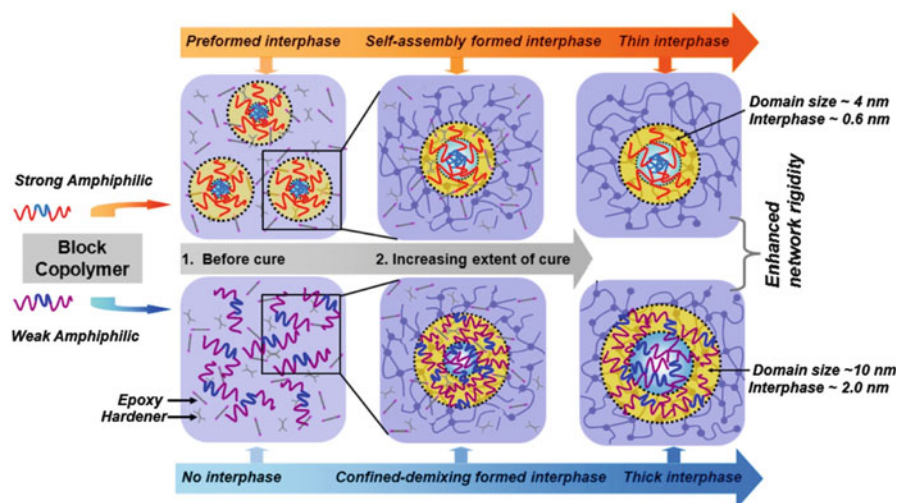 Preformed interphase
Self-assembly formed interphase
Thin interphase
Domain size ~ 4 nm
Interphase ~ 0.6 nm
Strong Amphiphilic
Block
Copolymer
Weak Amphiphilic
1. Before cure
2. Increasing extent of cure
Enhanced
network rigidity
Epoxy
Hardener
Domain size ~10 nm
Interphase ~ 2.0 nm
No interphase
Confined-demixing formed interphase
Thick interphase